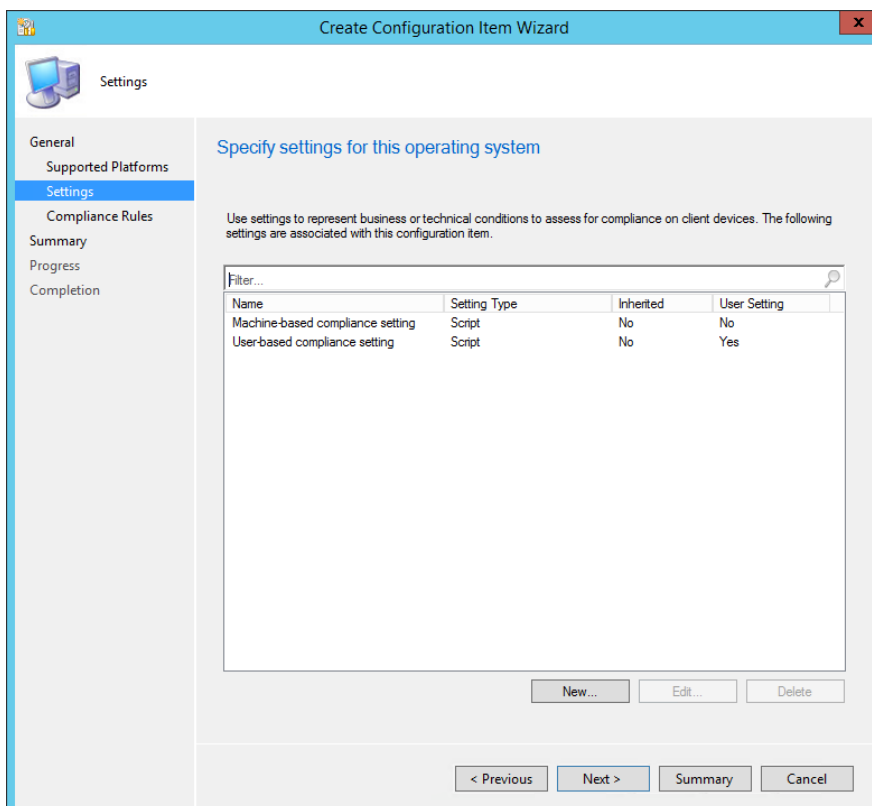 Create Configuration Item Wizard
x
Settings
General
Supported Platforms
Settings
Compliance Rules
Summary
Progress
Completion
Specify settings for this operating system
Use settings to represent business or technical conditions to assess for compliance on client devices. The following
settings are associated with this configuration item.
Filter...
Name Setting Type Inherited User Setting
Machine-based compliance setting Script No No
User-based compliance setting Script No Yes
New... Edit... Delete
< Previous Next > Summary Cancel